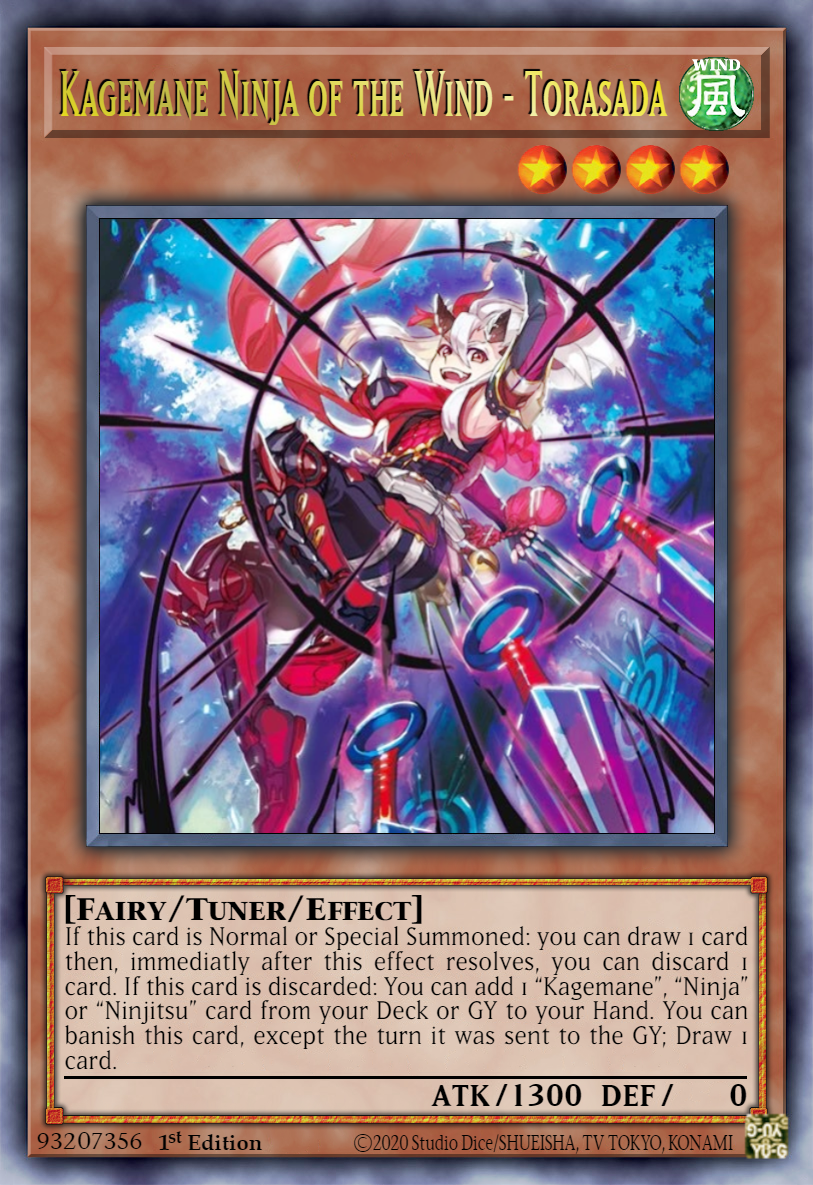 Kagemane Ninja of the Wind - Torasada
WIND
風
[Fairy/Tuner/Effect]
If this card is Normal or Special Summoned: you can draw 1 card
then, immediatly after this effect resolves, you can discard 1
card. If this card is discarded: You can add 1 “Kagemane”, “Ninja”
or “Ninjitsu” card from your Deck or GY to your Hand. You can
banish this card, except the turn it was sent to the GY; Draw 1
card.
ATK/1300 DEF/ 0
93207356 1st Edition ©2020 Studio Dice/SHUEISHA, TV TOKYO, KONAMI